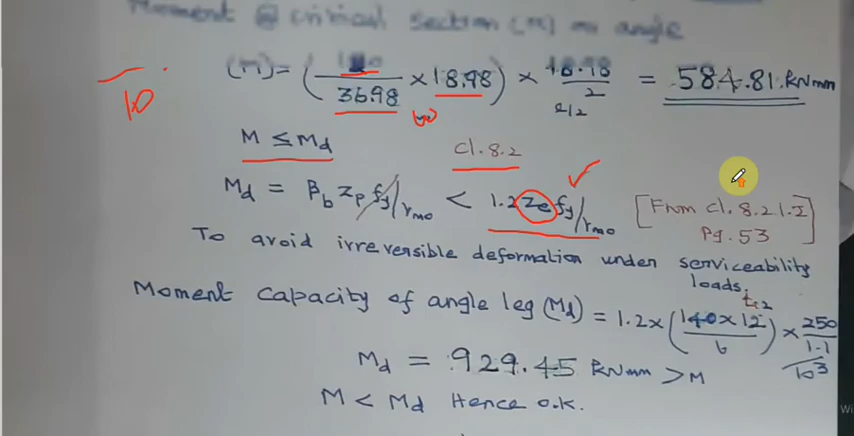 Moment @ critical section (m) on angle
(m) = ( / 36.98 × 18.98 ) × 18.98 / 2 = 584.81 kNmm
10
M ≤ Md Cl. 8.2
Md = βb Zp fy/γmo < 1.2 Ze fy/γmo [From Cl. 8.2.1.2 Pg. 53]
To avoid irreversible deformation under serviceability loads.
Moment capacity of angle leg (Md) = 1.2 × ( 140 × 12² / 6 ) × 250 / 1.1 / 10³
Md = 929.45 kNmm > M
M < Md Hence o.k.